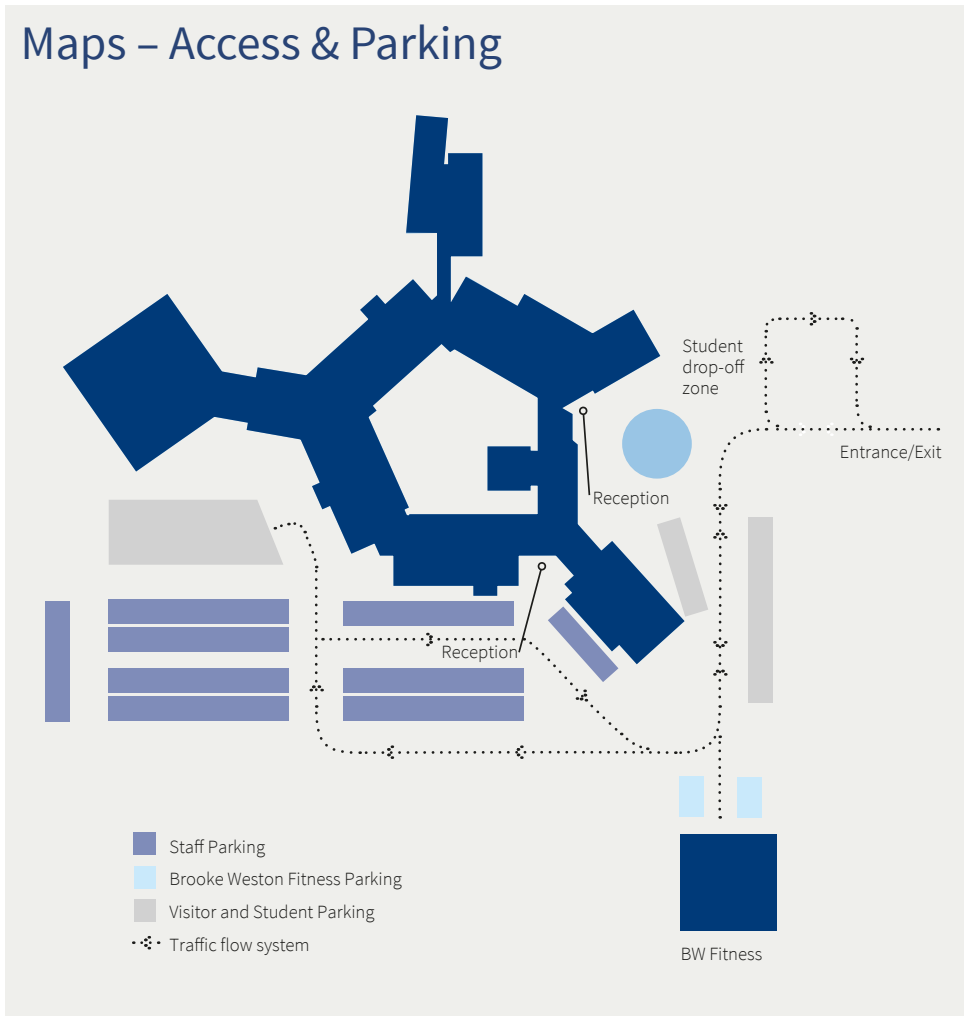 Maps – Access & Parking
Student
drop-off
zone
Entrance/Exit
Reception
Reception
Staff Parking
Brooke Weston Fitness Parking
Visitor and Student Parking
Traffic flow system
BW Fitness